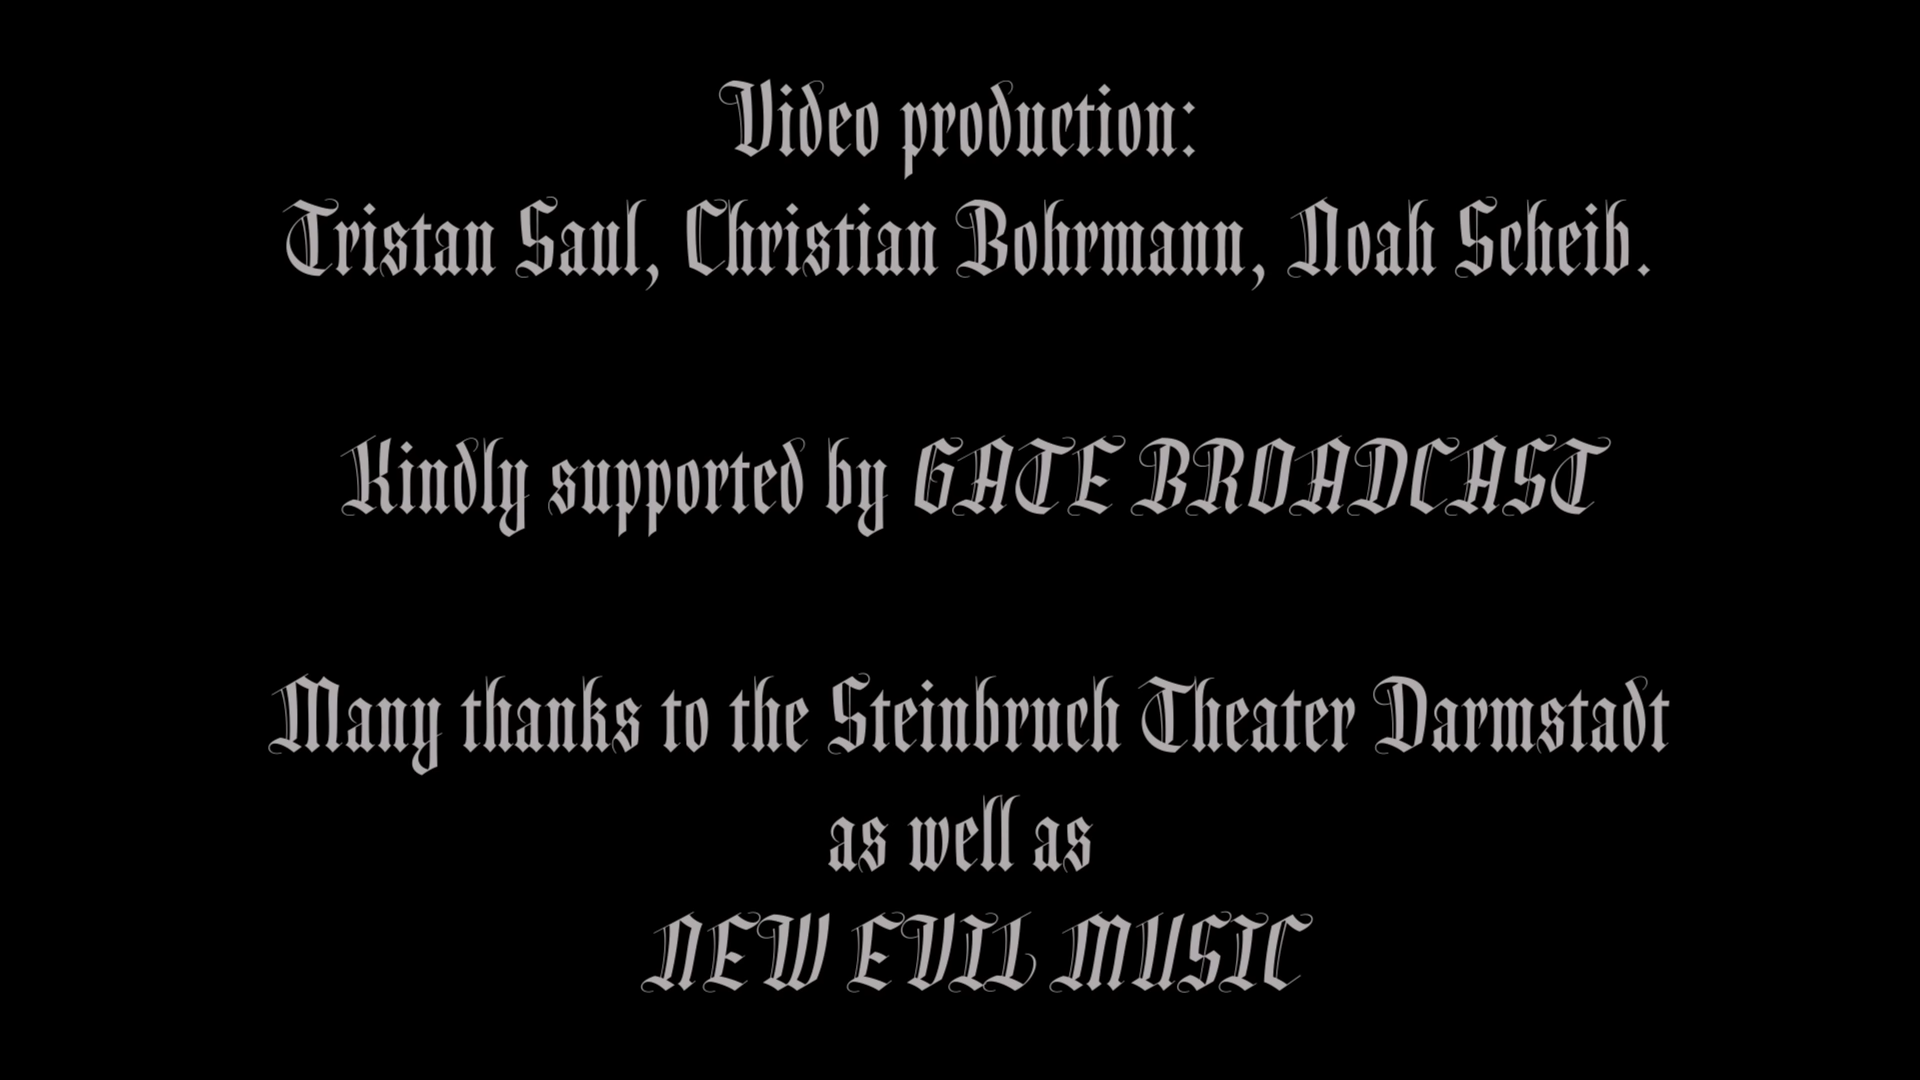 Video production:
Tristan Saul, Christian Bohrmann, Noah Scheib.
Kindly supported by GATE BROADCAST
Many thanks to the Steinbruch Theater Darmstadt
as well as
NEW EVIL MUSIC